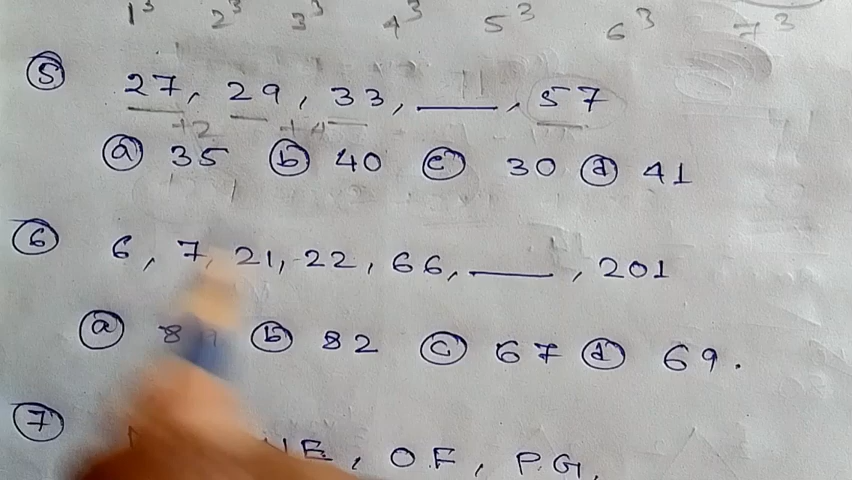 1³ 2³ 3³ 4³ 5³ 6³ 7³
⑤ 27, 29, 33, ____, 57
+2 +4
ⓐ 35 ⓑ 40 ⓒ 30 ⓓ 41
⑥ 6, 7, 21, 22, 66, ____, 201
ⓐ ⓑ 82 ⓒ 67 ⓓ 69.
⑦ OF, P.G,